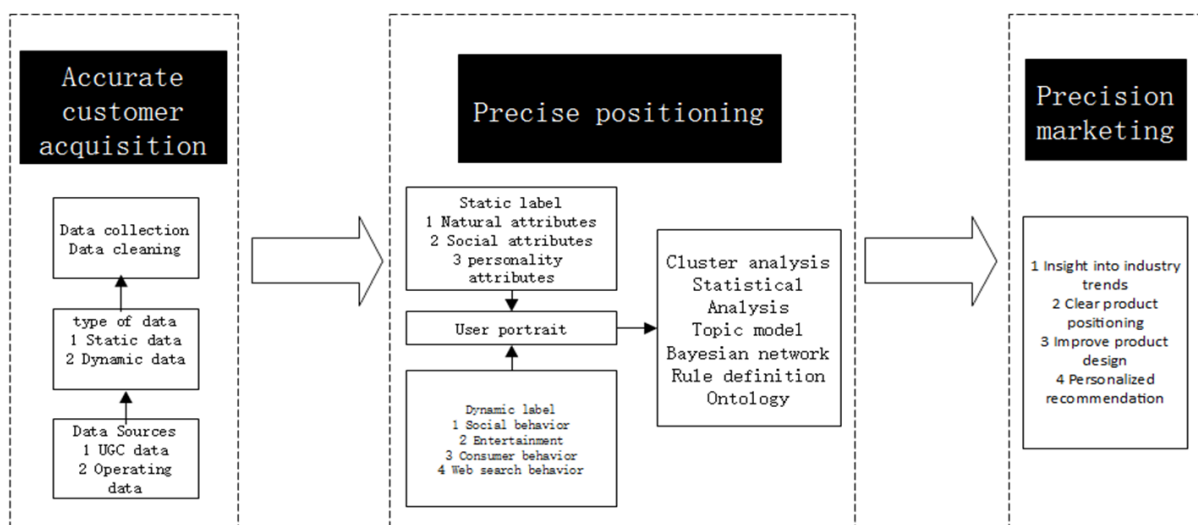 Accurate
customer
acquisition
Data collection
Data cleaning
type of data
1 Static data
2 Dynamic data
Data Sources
1 UGC data
2 Operating
data
Precise positioning
Static label
1 Natural attributes
2 Social attributes
3 personality
attributes
User portrait
Dynamic label
1 Social behavior
2 Entertainment
3 Consumer behavior
4 Web search behavior
Cluster analysis
Statistical
Analysis
Topic model
Bayesian network
Rule definition
Ontology
Precision
marketing
1 Insight into industry
trends
2 Clear product
positioning
3 Improve product
design
4 Personalized
recommendation